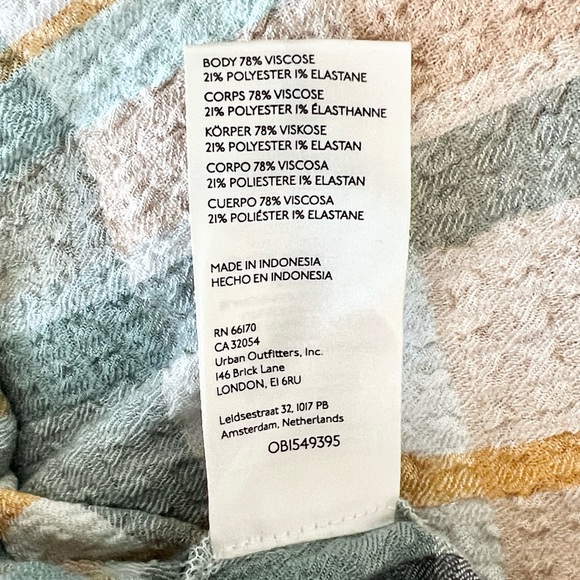 BODY 78% VISCOSE
21% POLYESTER 1% ELASTANE
CORPS 78% VISCOSE
21% POLYESTER 1% ÉLASTHANNE
KÖRPER 78% VISKOSE
21% POLYESTER 1% ELASTAN
CORPO 78% VISCOSA
21% POLIESTERE 1% ELASTAN
CUERPO 78% VISCOSA
21% POLIÉSTER 1% ELASTANE
MADE IN INDONESIA
HECHO EN INDONESIA
RN 66170
CA 32054
Urban Outfitters, Inc.
146 Brick Lane
LONDON, E1 6RU
Leidsestraat 32, 1017 PB
Amsterdam, Netherlands
OB1549395